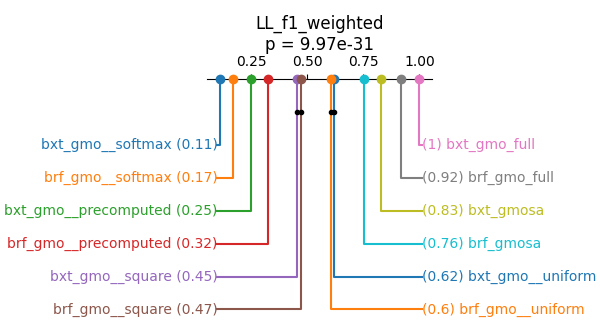 LL_f1_weighted
p = 9.97e-31
0.25 0.50 0.75 1.00
bxt_gmo__softmax (0.11) (1) bxt_gmo_full
brf_gmo__softmax (0.17) (0.92) brf_gmo_full
bxt_gmo__precomputed (0.25) (0.83) bxt_gmosa
brf_gmo__precomputed (0.32) (0.76) brf_gmosa
bxt_gmo__square (0.45) (0.62) bxt_gmo__uniform
brf_gmo__square (0.47) (0.6) brf_gmo__uniform